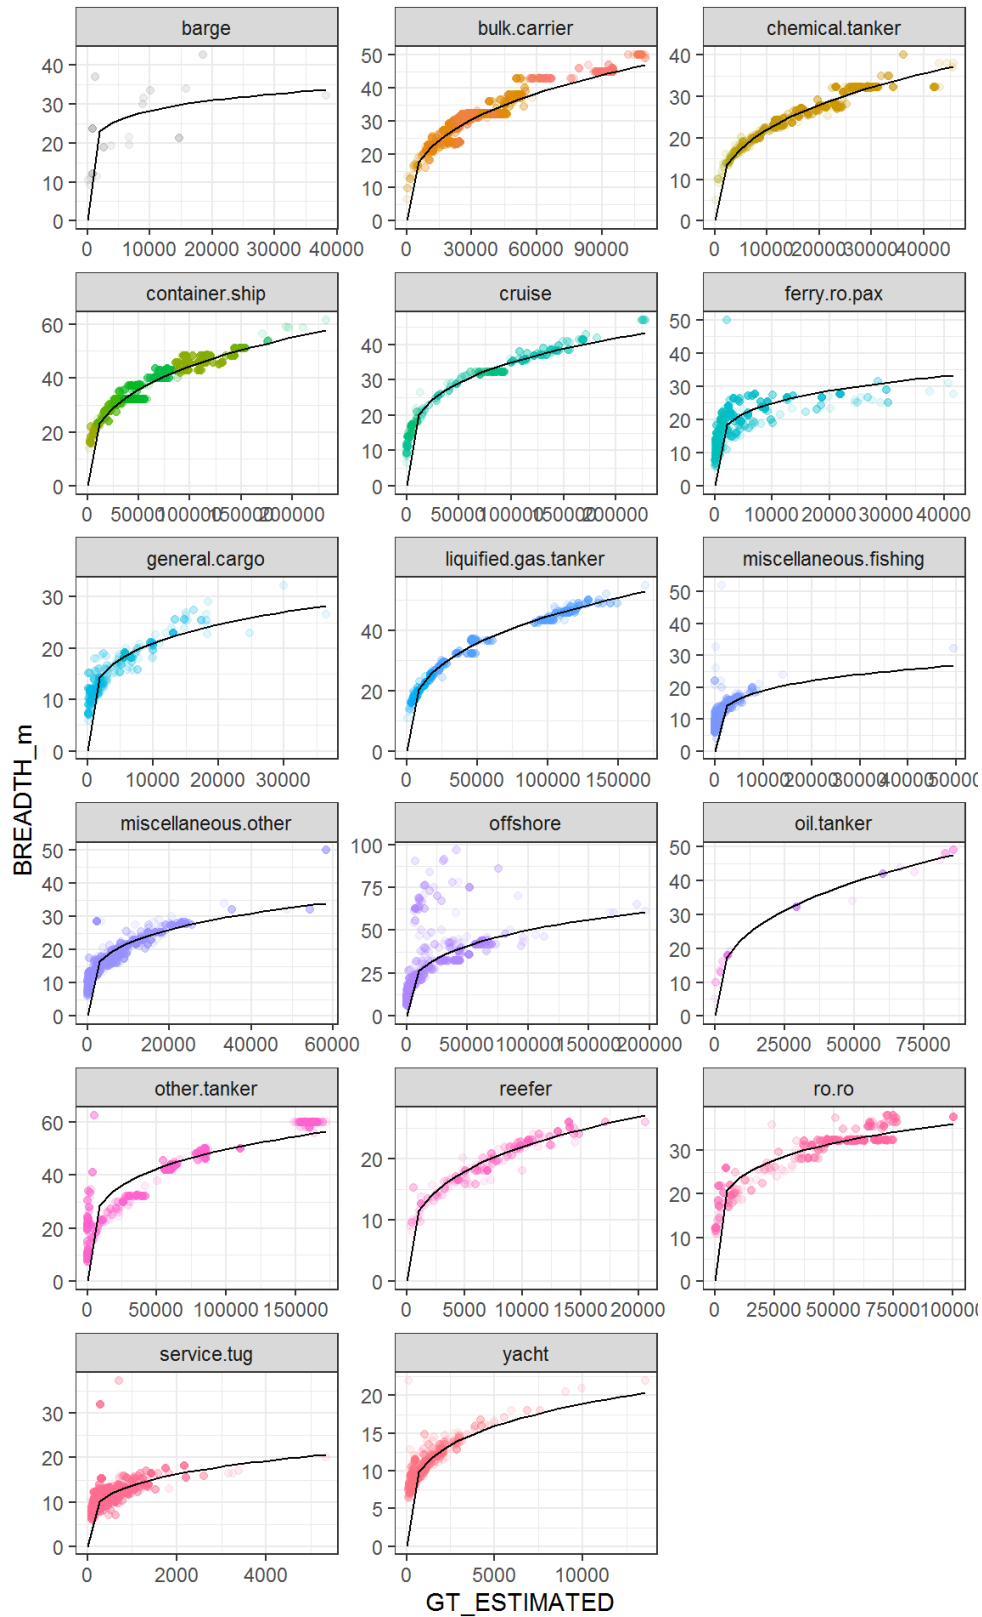 barge
bulk.carrier
chemical.tanker
40
30
20
10
0
50
40
30
20
10
0
40
30
20
10
0
0 10000 20000 30000 40000
0 30000 60000 90000
0 10000 20000 30000 40000
container.ship
cruise
ferry.ro.pax
60
40
20
0
40
30
20
10
0
50
40
30
20
10
0
0 50000 100000 150000 200000
0 50000 100000 150000 200000
0 10000 20000 30000 40000
general.cargo
liquified.gas.tanker
miscellaneous.fishing
30
20
10
0
40
20
0
50
40
30
20
10
0
0 10000 20000 30000
0 50000 100000 150000
0 10000 20000 30000 40000 5000
BREADTH_m
miscellaneous.other
offshore
oil.tanker
50
40
30
20
10
0
100
75
50
25
0
50
40
30
20
10
0
0 20000 40000 60000
0 50000 100000 150000 200000
0 25000 50000 75000
other.tanker
reefer
ro.ro
60
40
20
0
20
10
0
30
20
10
0
0 50000 100000 150000
0 5000 10000 15000 20000
0 25000 50000 75000 10000
service.tug
yacht
30
20
10
0
20
15
10
5
0
0 2000 4000
0 5000 10000
GT_ESTIMATED